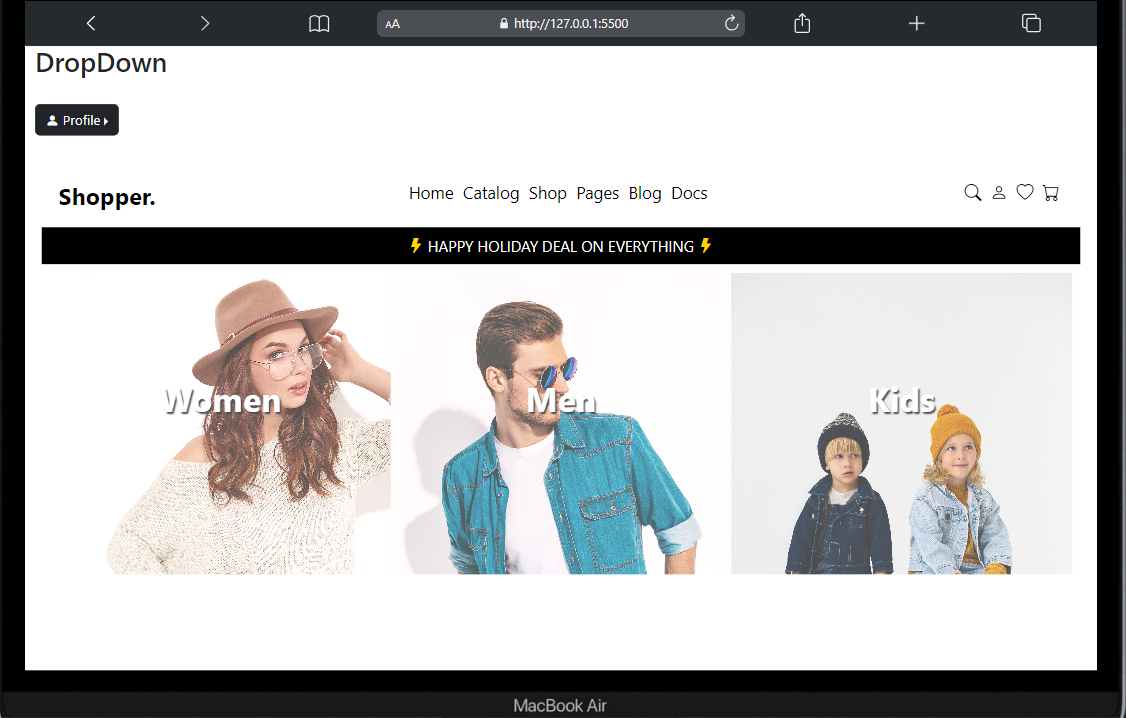 AA http://127.0.0.1:5500
DropDown
Profile
Shopper. Home Catalog Shop Pages Blog Docs
HAPPY HOLIDAY DEAL ON EVERYTHING
Women Men Kids
MacBook Air